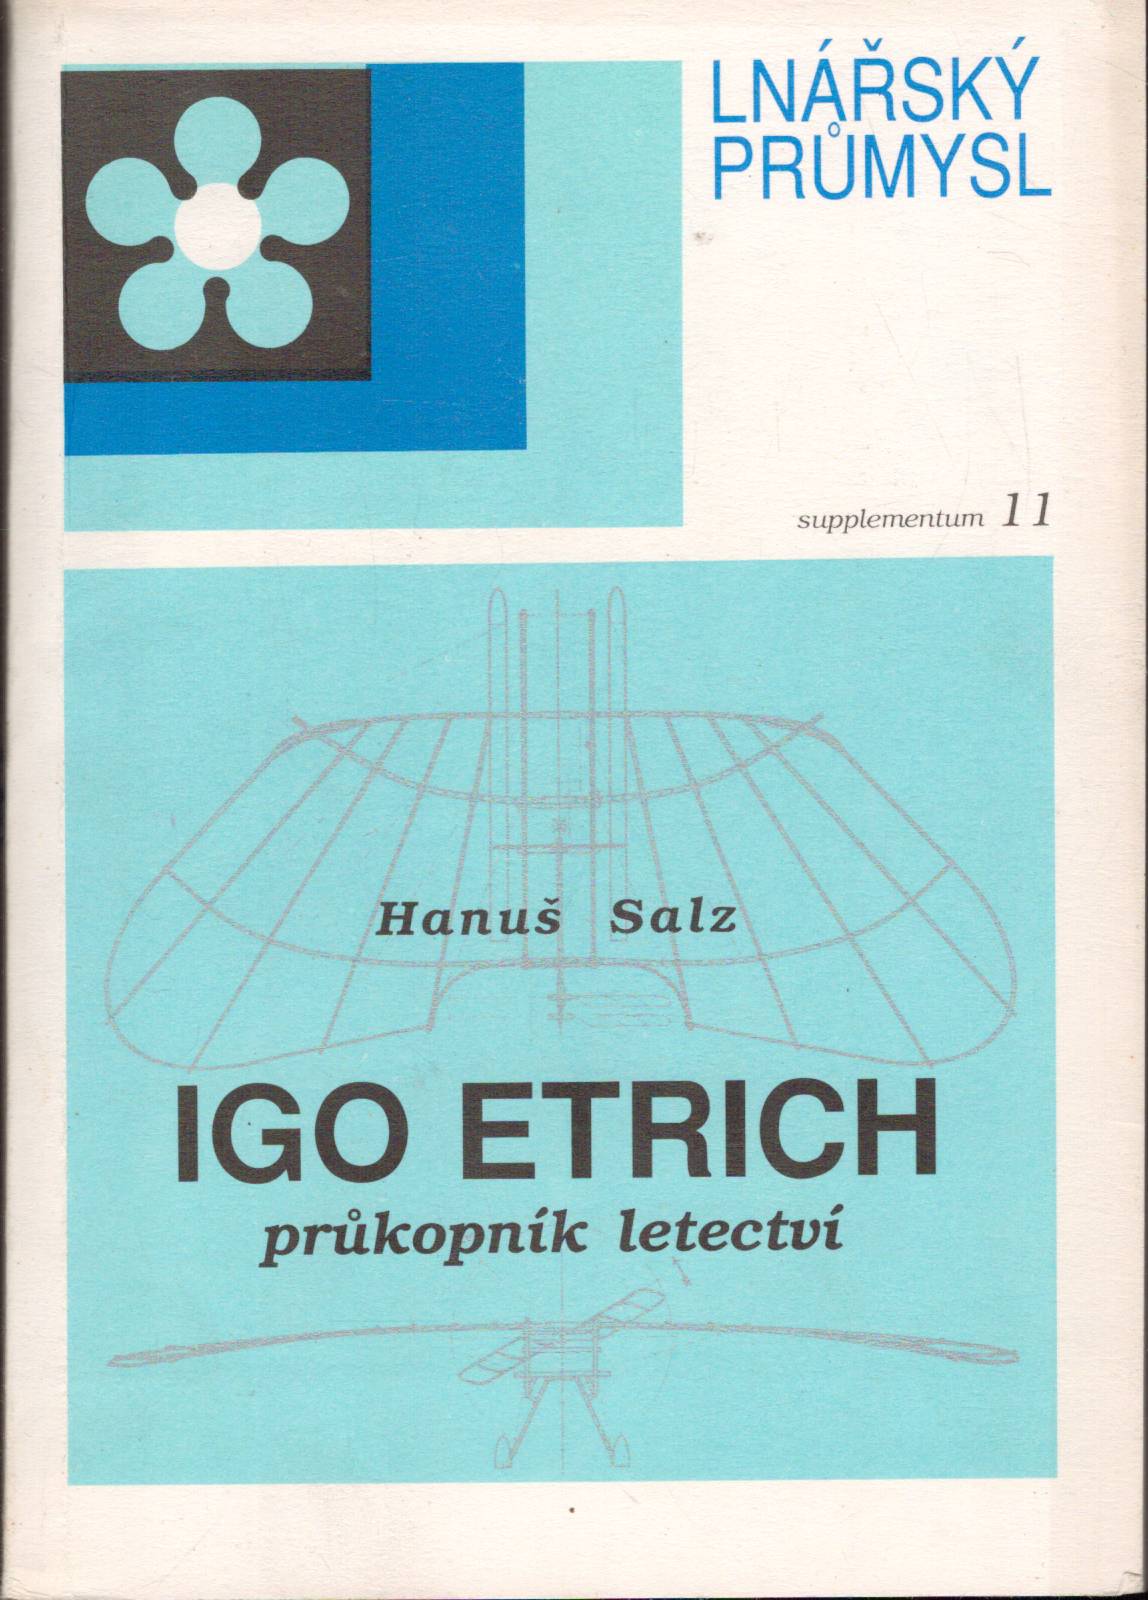 LNÁŘSKÝ
PRŮMYSL
supplementum 11
Hanuš Salz
IGO ETRICH
průkopník letectví